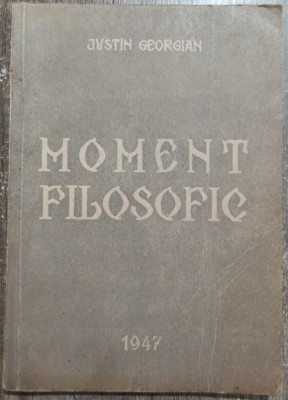 JUSTIN GEORGIAN
MOMENT
FILOSOFIC
1947